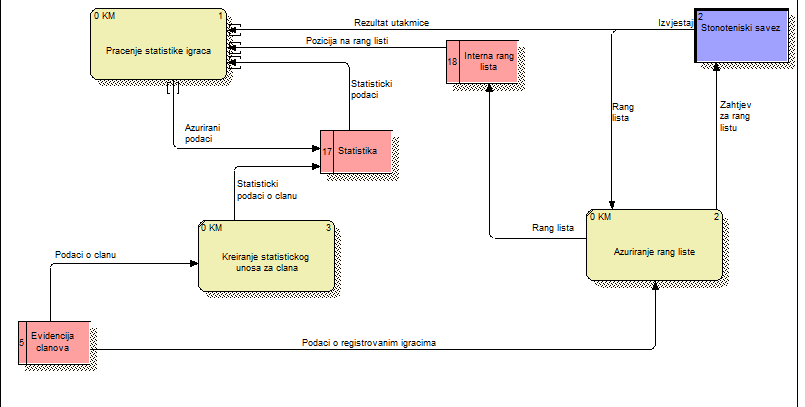 0 KM 1
Pracenje statistike igraca
Rezultat utakmice
Izvjestaj
2
Stonoteniski savez
Pozicija na rang listi
18
Interna rang
lista
Statisticki
podaci
Rang
lista
Zahtjev
za rang
listu
Azurirani
podaci
17
Statistika
Statisticki
podaci o clanu
0 KM 3
Kreiranje statistickog
unosa za clana
Rang lista
0 KM 2
Azuriranje rang liste
Podaci o clanu
5
Evidencija
clanova
Podaci o registrovanim igracima